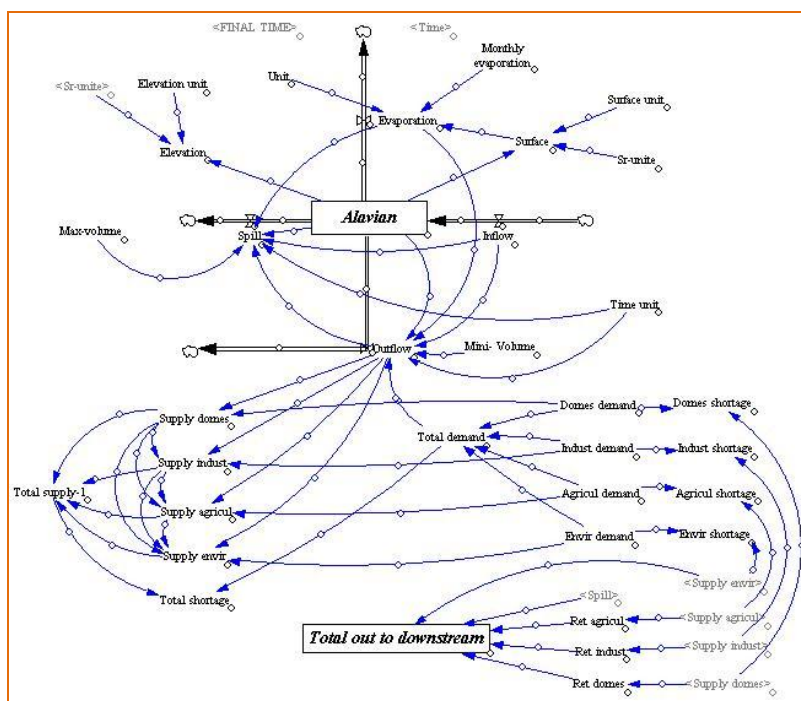 <FINAL TIME>
<Time>
Monthly
evaporation
Unit
<Sr-unite>
Elevation unit
Surface unit
Evaporation
Elevation
Surface
Sr-unite
Alavian
Max-volume
Spill
Inflow
Time unit
Outflow
Mini- Volume
Supply domes
Domes demand
Domes shortage
Total demand
Supply indust
Indust demand
Indust shortage
Total supply-1
Agricul demand
Agricul shortage
Supply agricul
Envir demand
Envir shortage
Supply envir
<Supply envir>
Total shortage
<Spill>
Ret agricul
<Supply agricul>
Total out to downstream
Ret indust
<Supply indust>
Ret domes
<Supply domes>